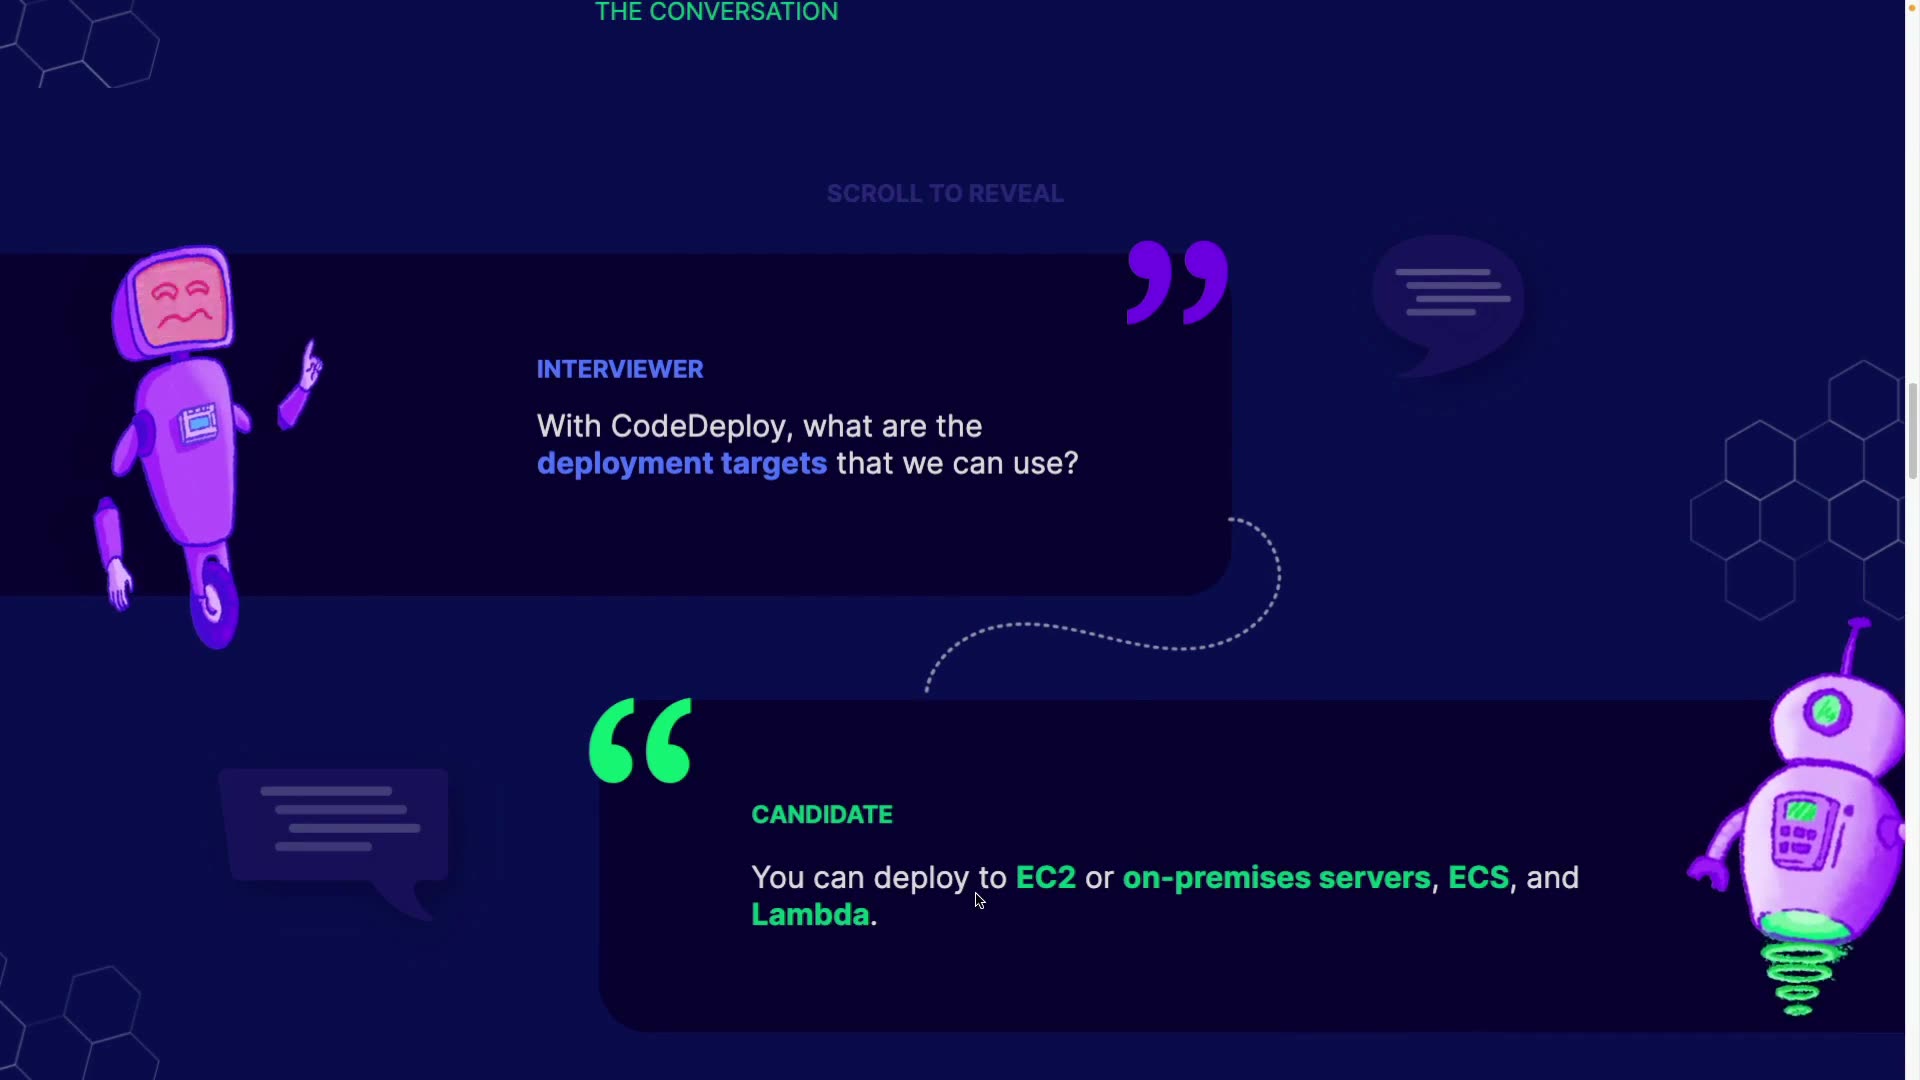 THE CONVERSATION
SCROLL TO REVEAL
INTERVIEWER
With CodeDeploy, what are the
deployment targets that we can use?
CANDIDATE
You can deploy to EC2 or on-premises servers, ECS, and
Lambda.